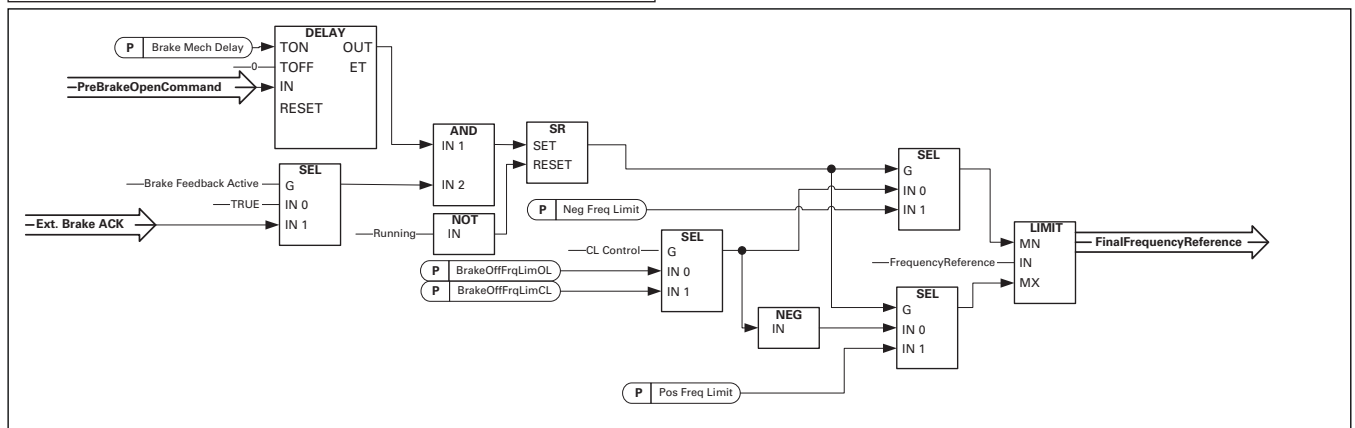 DELAY
P Brake Mech Delay
TON OUT
0 TOFF ET
PreBrakeOpenCommand IN
RESET
AND
IN 1
IN 2
SR
SET
RESET
SEL
Brake Feedback Active G
TRUE IN 0
Ext. Brake ACK IN 1
NOT
Running IN
SEL
G
IN 0
P Neg Freq Limit IN 1
SEL
CL Control G
P BrakeOffFrqLimOL IN 0
P BrakeOffFrqLimCL IN 1
LIMIT
MN FinalFrequencyReference
FrequencyReference IN
MX
NEG
IN
SEL
G
IN 0
IN 1
P Pos Freq Limit